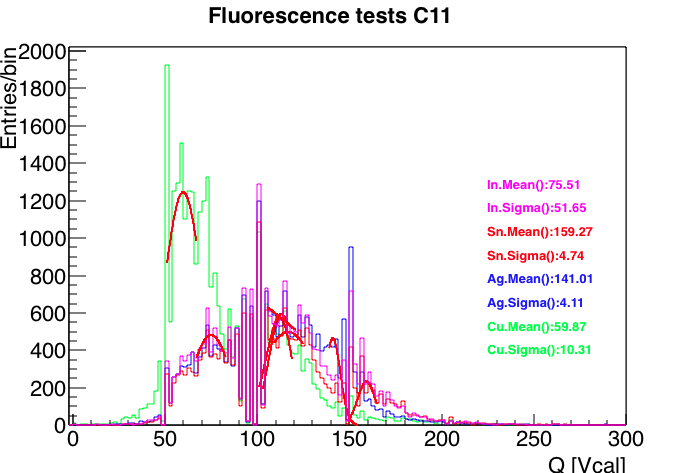 Fluorescence tests C11
Entries/bin
2000
1800
1600
1400
1200
1000
800
600
400
200
0
In.Mean():75.51
In.Sigma():51.65
Sn.Mean():159.27
Sn.Sigma():4.74
Ag.Mean():141.01
Ag.Sigma():4.11
Cu.Mean():59.87
Cu.Sigma():10.31
0 50 100 150 200 250 300
Q [Vcal]